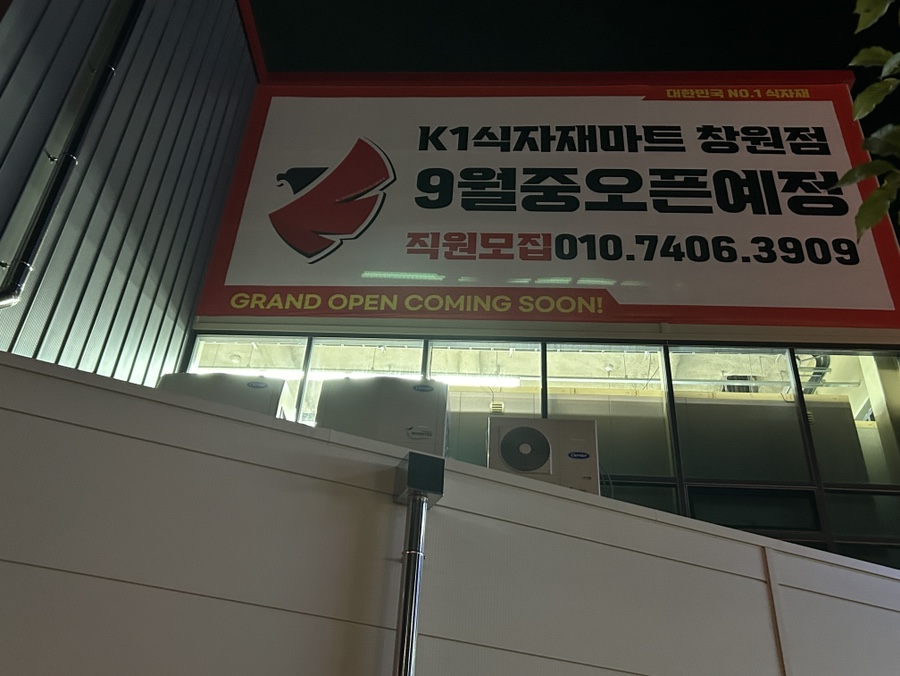 대한민국 NO.1 식자재
K1식자재마트 창원점
9월중오픈예정
직원모집010.7406.3909
GRAND OPEN COMING SOON!
Carrier